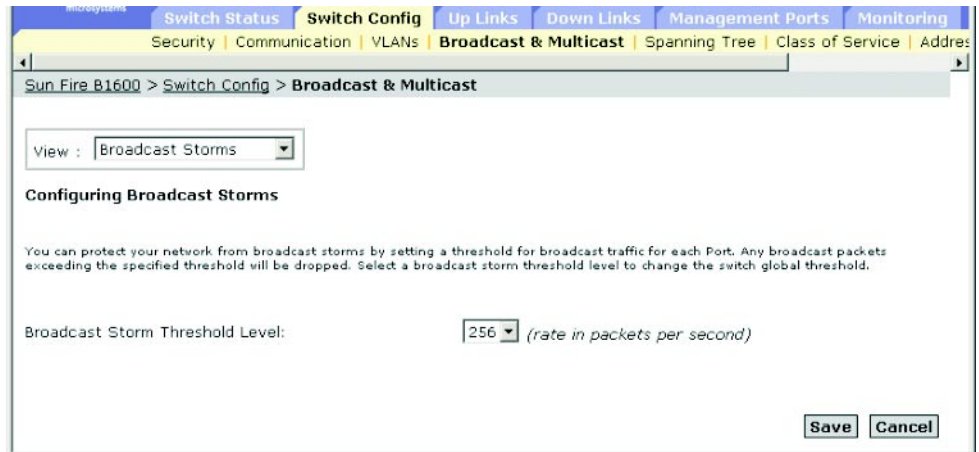 microsystems
Switch Status Switch Config Up Links Down Links Management Ports Monitoring
Security | Communication | VLANs | Broadcast & Multicast | Spanning Tree | Class of Service | Addres
Sun Fire B1600 > Switch Config > Broadcast & Multicast
View : Broadcast Storms
Configuring Broadcast Storms
You can protect your network from broadcast storms by setting a threshold for broadcast traffic for each Port. Any broadcast packets
exceeding the specified threshold will be dropped. Select a broadcast storm threshold level to change the switch global threshold.
Broadcast Storm Threshold Level: 256 (rate in packets per second)
Save Cancel